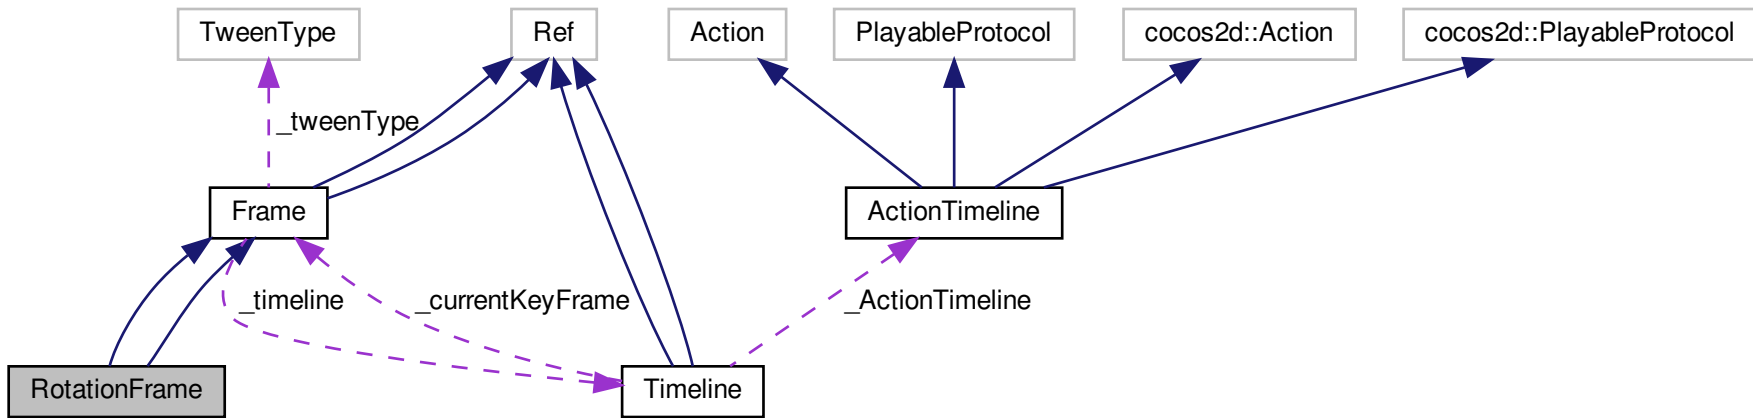 TweenType
Ref
Action
PlayableProtocol
cocos2d::Action
cocos2d::PlayableProtocol
_tweenType
Frame
ActionTimeline
_timeline
_currentKeyFrame
_ActionTimeline
RotationFrame
Timeline